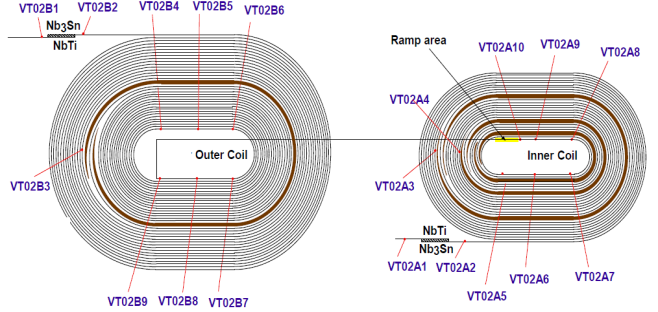 VT02B1
VT02B2
Nb3Sn
NbTi
VT02B4
VT02B5
VT02B6
VT02B3
Outer Coil
VT02B9
VT02B8
VT02B7
Ramp area
VT02A10
VT02A9
VT02A8
VT02A4
VT02A3
Inner Coil
NbTi
Nb3Sn
VT02A1
VT02A2
VT02A5
VT02A6
VT02A7